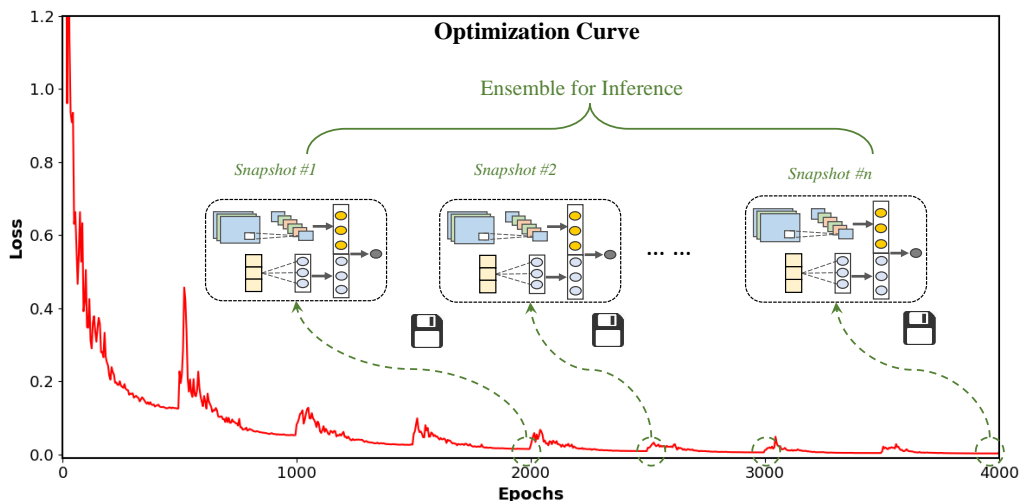 Optimization Curve
Ensemble for Inference
Snapshot #1
Snapshot #2
Snapshot #n
... ...
Loss
1.2
1.0
0.8
0.6
0.4
0.2
0.0
0
1000
2000
3000
4000
Epochs